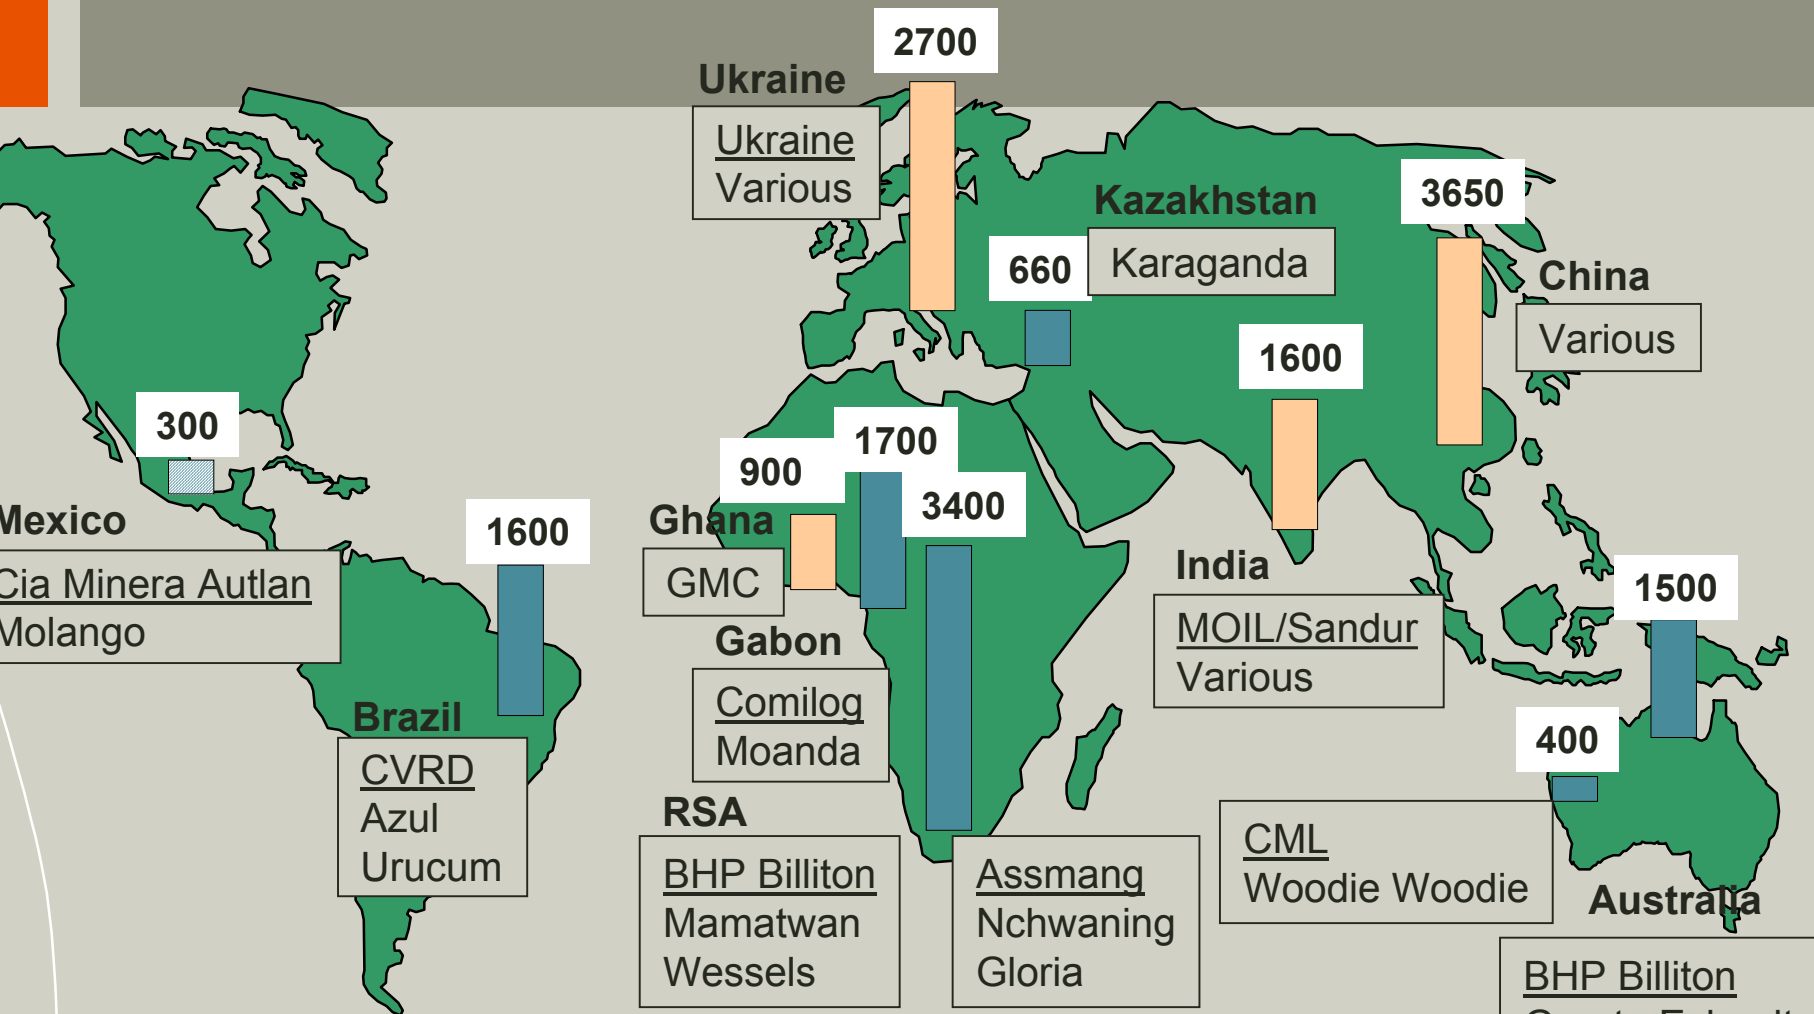 2700
Ukraine
Ukraine
Various
Kazakhstan
660
Karaganda
3650
China
Various
1600
300
Mexico
Cia Minera Autlan
Molango
1600
Brazil
CVRD
Azul
Urucum
900
1700
3400
Ghana
GMC
Gabon
Comilog
Moanda
RSA
BHP Billiton
Mamatwan
Wessels
Assmang
Nchwaning
Gloria
India
MOIL/Sandur
Various
1500
400
CML
Woodie Woodie
Australia
BHP Billiton